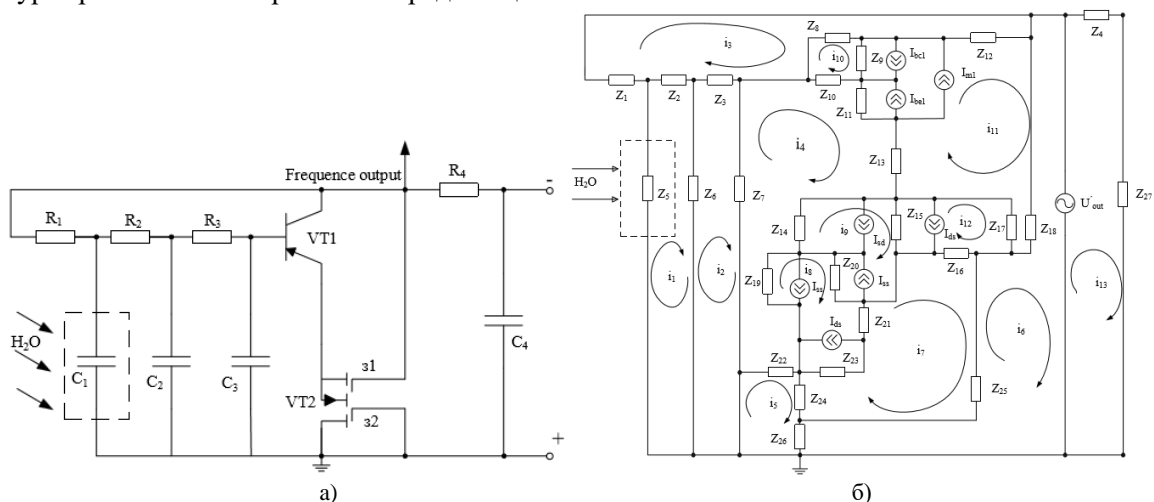 Frequence output
-
R₄
R₁
R₂
R₃
VT1
H₂O
C₁
C₂
C₃
C₄
з1
VT2
з2
+
а)
Z₄
Z₈
i₃
i₁₀
Z₉
I_bc1
Z₁₂
I_m1
Z₁
Z₂
Z₃
Z₁₀
Z₁₁
I_be1
i₁₁
i₄
Z₁₃
H₂O
Z₅
Z₆
Z₇
Z₂₇
U'out
Z₁₄
i₉
I_sd
Z₁₅
I_ds
i₁₂
Z₁₇
Z₁₈
Z₁₆
Z₁₉
i₈
I_ss
Z₂₀
I_ss
i₁
i₂
i₁₃
Z₂₁
I_ds
i₇
i₆
Z₂₂
Z₂₃
Z₂₅
i₅
Z₂₄
Z₂₆
б)